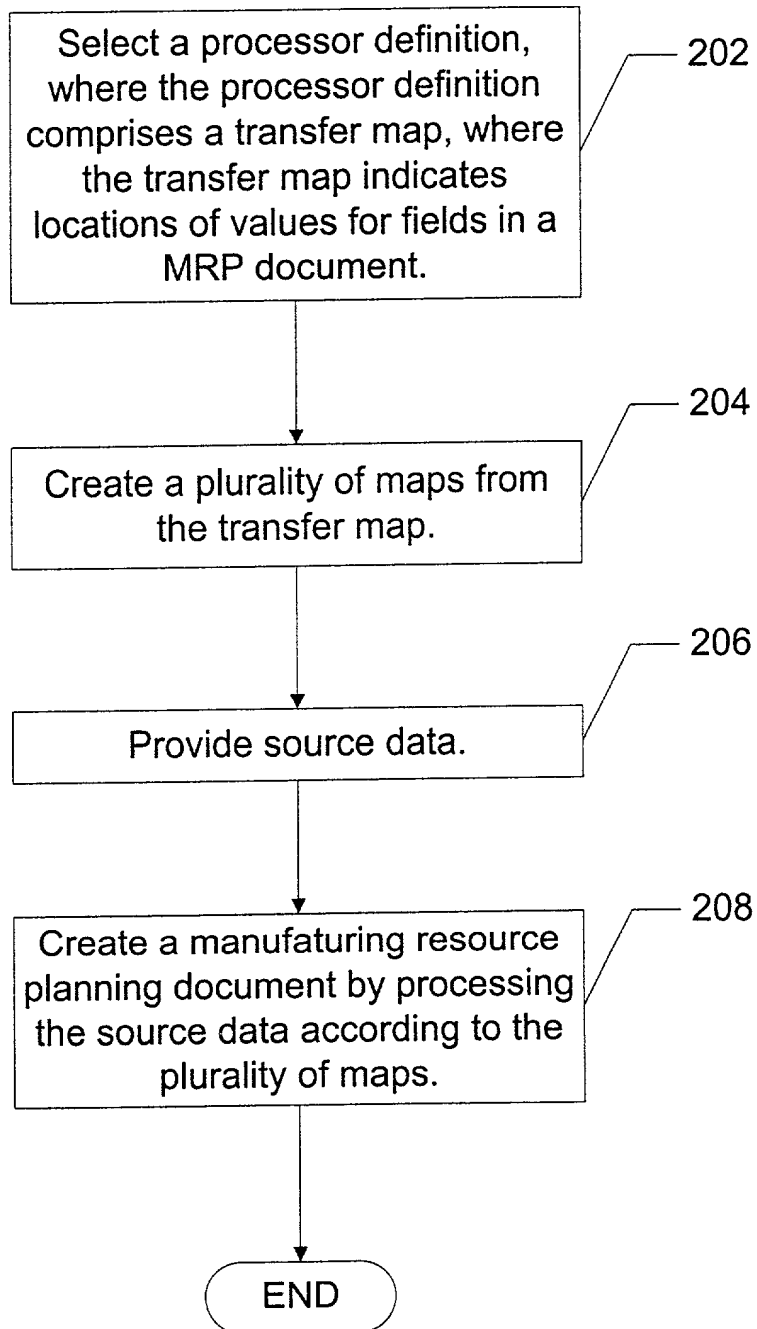 Select a processor definition,
where the processor definition
comprises a transfer map, where
the transfer map indicates
locations of values for fields in a
MRP document.
202
204
Create a plurality of maps from
the transfer map.
206
Provide source data.
208
Create a manufaturing resource
planning document by processing
the source data according to the
plurality of maps.
END